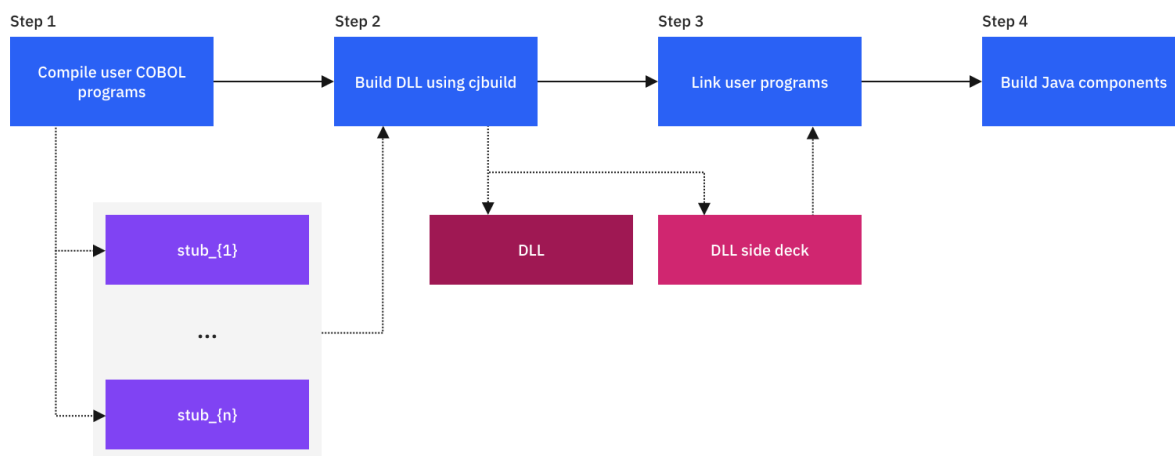 Step 1
Step 2
Step 3
Step 4
Compile user COBOL
programs
Build DLL using cjbuild
Link user programs
Build Java components
stub_{1}
DLL
DLL side deck
...
stub_{n}